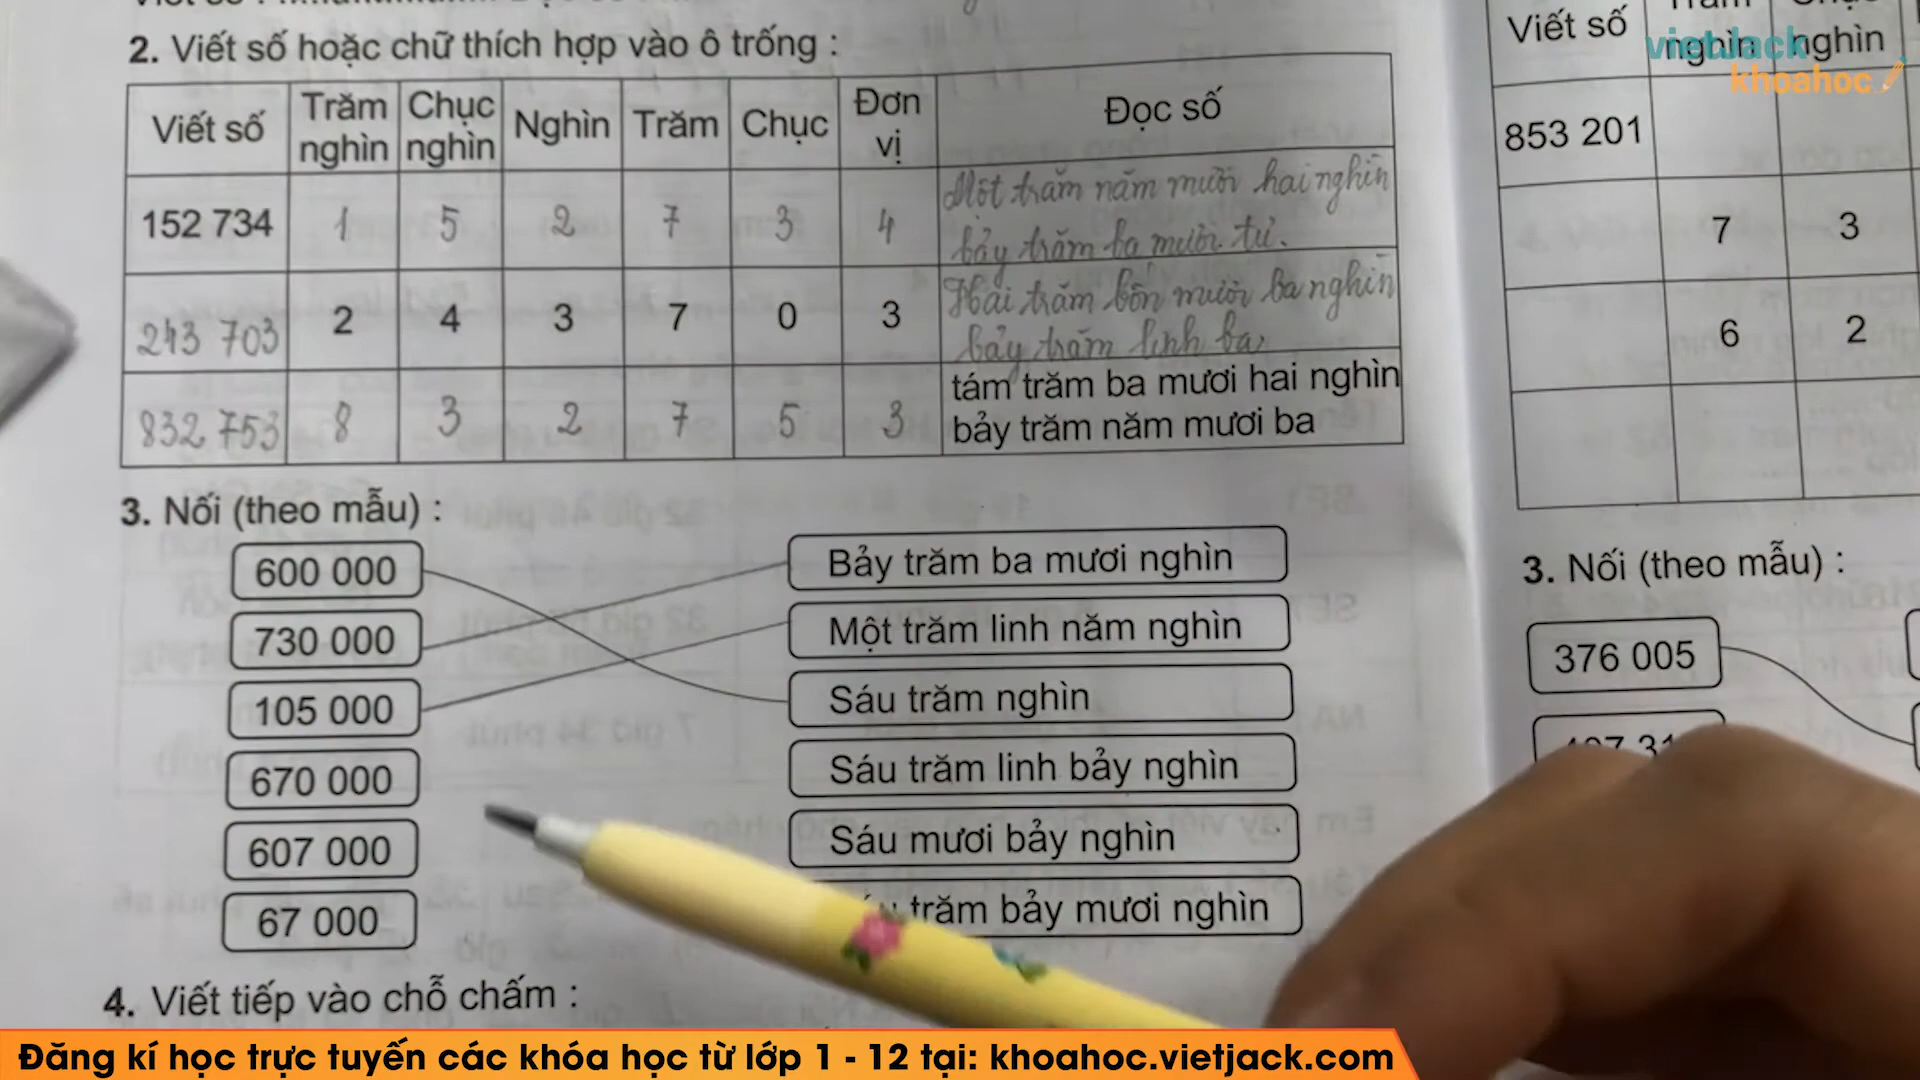 2. Viết số hoặc chữ thích hợp vào ô trống :
Viết số
Trăm nghìn
Chục nghìn
Nghìn
Trăm
Chục
Đơn vị
Đọc số
152 734
1
5
2
7
3
4
Một trăm năm mươi hai nghìn
bảy trăm ba mươi tư.
243 703
2
4
3
7
0
3
Hai trăm bốn mươi ba nghìn
bảy trăm linh ba
832 753
8
3
2
7
5
3
tám trăm ba mươi hai nghìn
bảy trăm năm mươi ba
3. Nối (theo mẫu) :
600 000
730 000
105 000
670 000
607 000
67 000
Bảy trăm ba mươi nghìn
Một trăm linh năm nghìn
Sáu trăm nghìn
Sáu trăm linh bảy nghìn
Sáu mươi bảy nghìn
trăm bảy mươi nghìn
4. Viết tiếp vào chỗ chấm :
Viết số
nghìn
nghìn
853 201
7
3
6
2
3. Nối (theo mẫu) :
376 005
vietJack
khoahoc
Đăng kí học trực tuyến các khóa học từ lớp 1 - 12 tại: khoahoc.vietjack.com